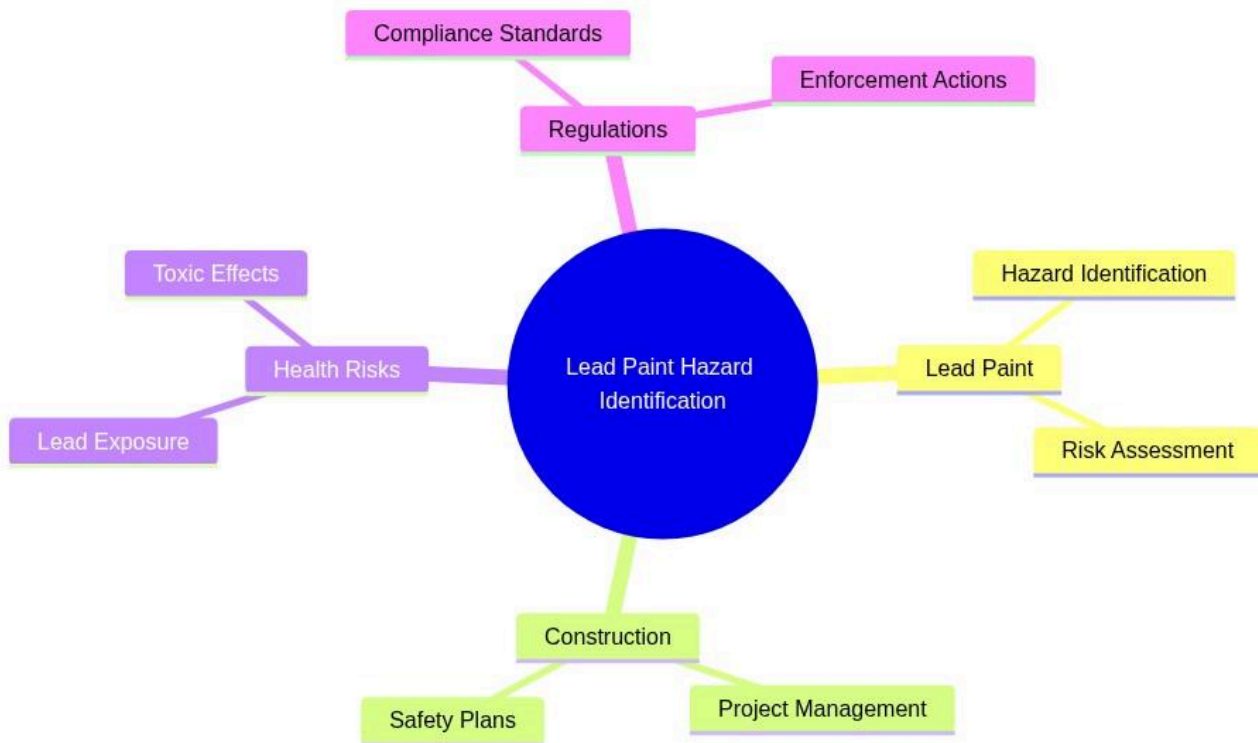 Compliance Standards
Enforcement Actions
Regulations
Toxic Effects
Hazard Identification
Health Risks
Lead Paint Hazard
Identification
Lead Paint
Lead Exposure
Risk Assessment
Construction
Safety Plans
Project Management